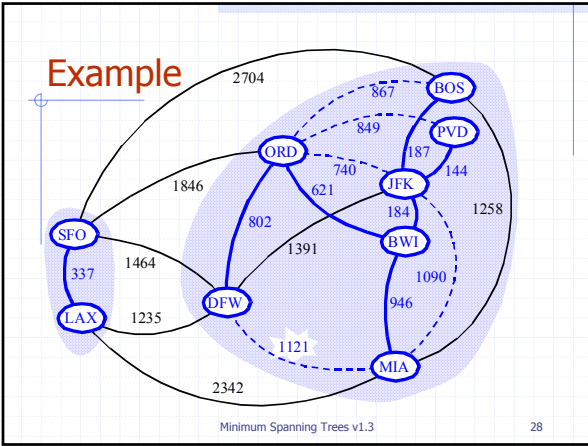 Example
2704
BOS
867
PVD
849
ORD
187
740
144
1846
JFK
621
184
1258
SFO
802
BWI
1391
1464
337
1090
DFW
946
LAX
1235
1121
MIA
2342
Minimum Spanning Trees v1.3
28